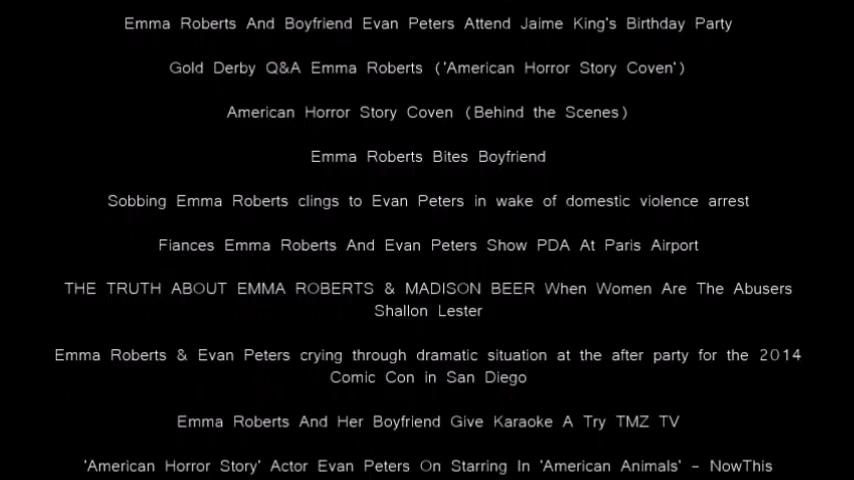 Emma Roberts And Boyfriend Evan Peters Attend Jaime King's Birthday Party
Gold Derby Q&A Emma Roberts ('American Horror Story Coven')
American Horror Story Coven (Behind the Scenes)
Emma Roberts Bites Boyfriend
Sobbing Emma Roberts clings to Evan Peters in wake of domestic violence arrest
Fiances Emma Roberts And Evan Peters Show PDA At Paris Airport
THE TRUTH ABOUT EMMA ROBERTS & MADISON BEER When Women Are The Abusers
Shallon Lester
Emma Roberts & Evan Peters crying through dramatic situation at the after party for the 2014
Comic Con in San Diego
Emma Roberts And Her Boyfriend Give Karaoke A Try TMZ TV
'American Horror Story' Actor Evan Peters On Starring In 'American Animals' - NowThis